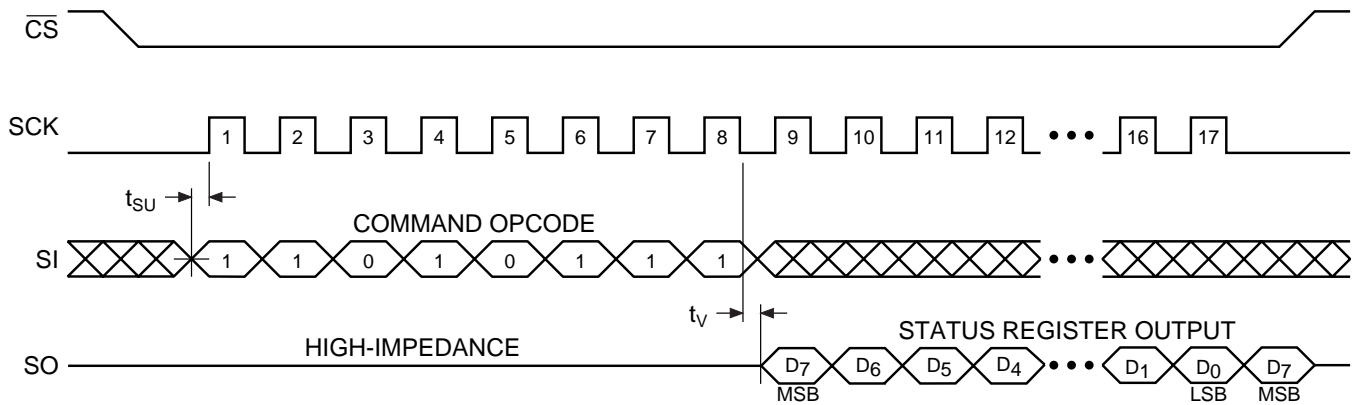 CS
SCK 1 2 3 4 5 6 7 8 9 10 11 12 ••• 16 17
tSU
COMMAND OPCODE
SI 1 1 0 1 0 1 1 1 •••
tV
STATUS REGISTER OUTPUT
HIGH-IMPEDANCE
SO D7 D6 D5 D4 ••• D1 D0 D7
MSB LSB MSB